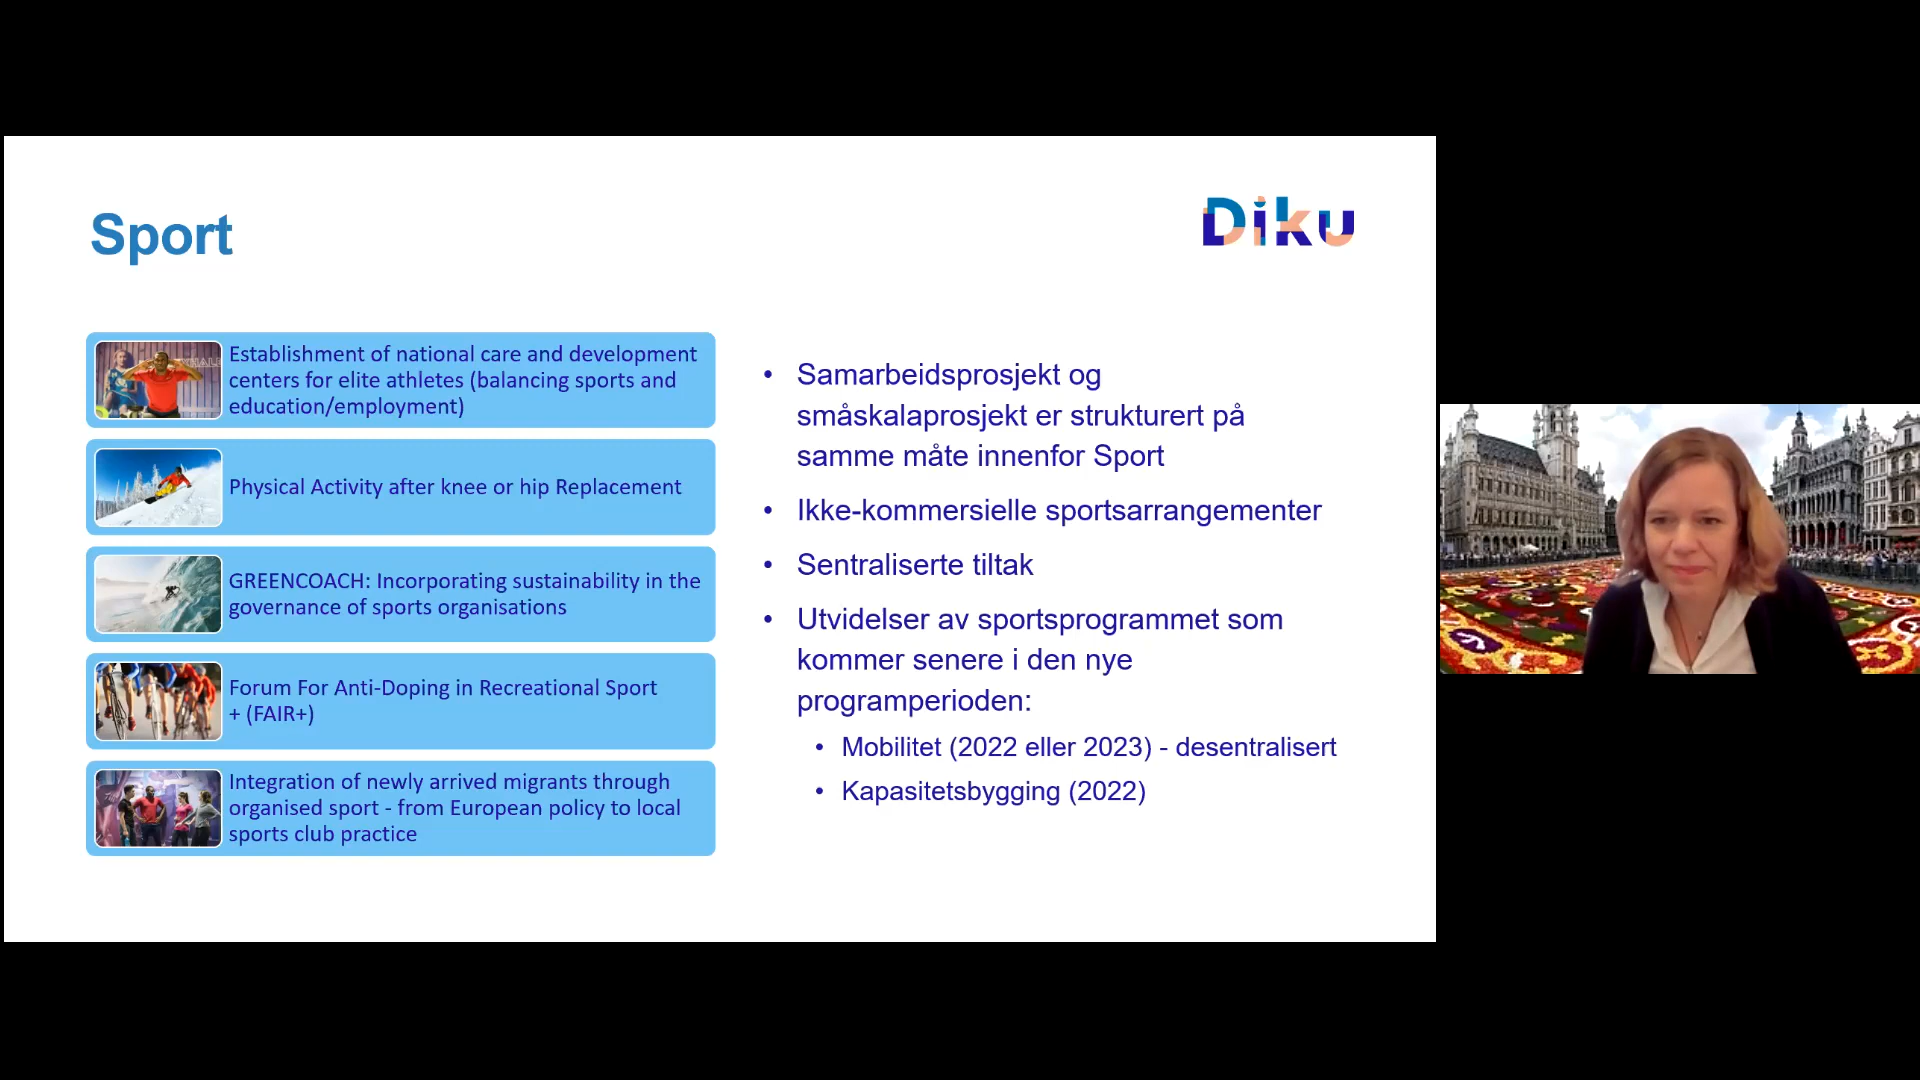 Sport
Diku
Establishment of national care and development
centers for elite athletes (balancing sports and
education/employment)
Physical Activity after knee or hip Replacement
GREENCOACH: Incorporating sustainability in the
governance of sports organisations
Forum For Anti-Doping in Recreational Sport
+ (FAIR+)
Integration of newly arrived migrants through
organised sport - from European policy to local
sports club practice
• Samarbeidsprosjekt og
småskalaprosjekt er strukturert på
samme måte innenfor Sport
• Ikke-kommersielle sportsarrangementer
• Sentraliserte tiltak
• Utvidelser av sportsprogrammet som
kommer senere i den nye
programperioden:
• Mobilitet (2022 eller 2023) - desentralisert
• Kapasitetsbygging (2022)